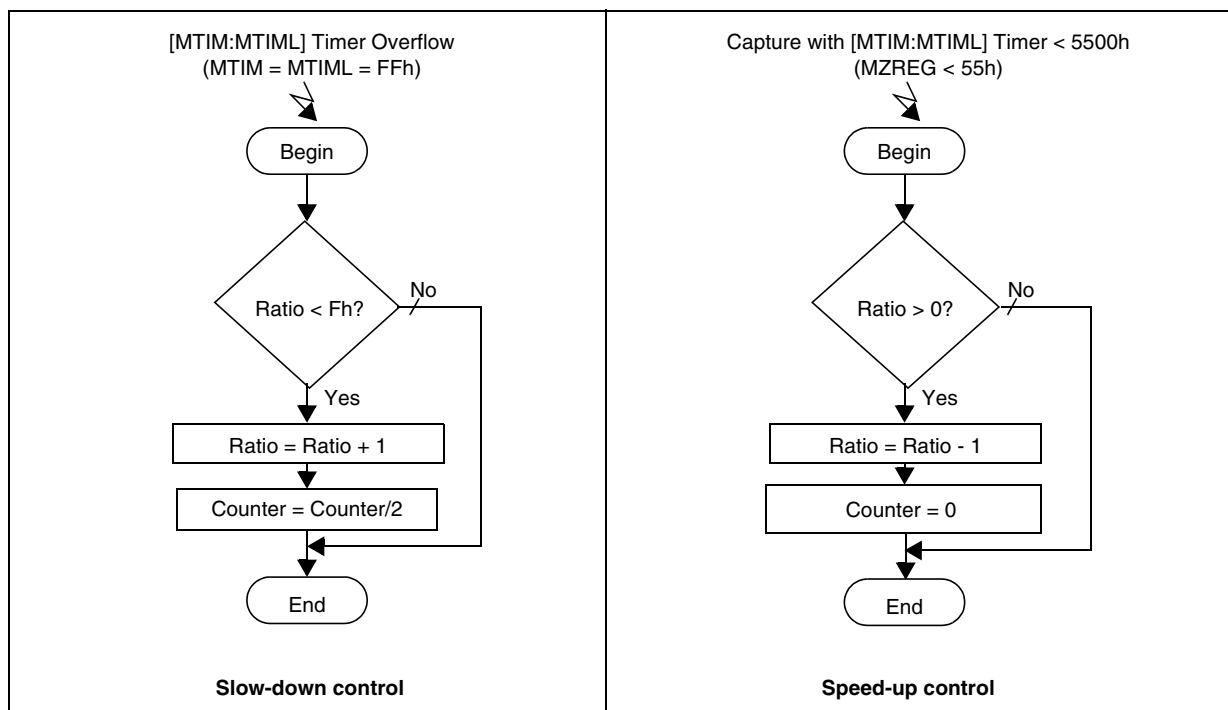 [MTIM:MTIML] Timer Overflow
(MTIM = MTIML = FFh)
Begin
Ratio < Fh?
No
Yes
Ratio = Ratio + 1
Counter = Counter/2
End
Slow-down control
Capture with [MTIM:MTIML] Timer < 5500h
(MZREG < 55h)
Begin
Ratio > 0?
No
Yes
Ratio = Ratio - 1
Counter = 0
End
Speed-up control